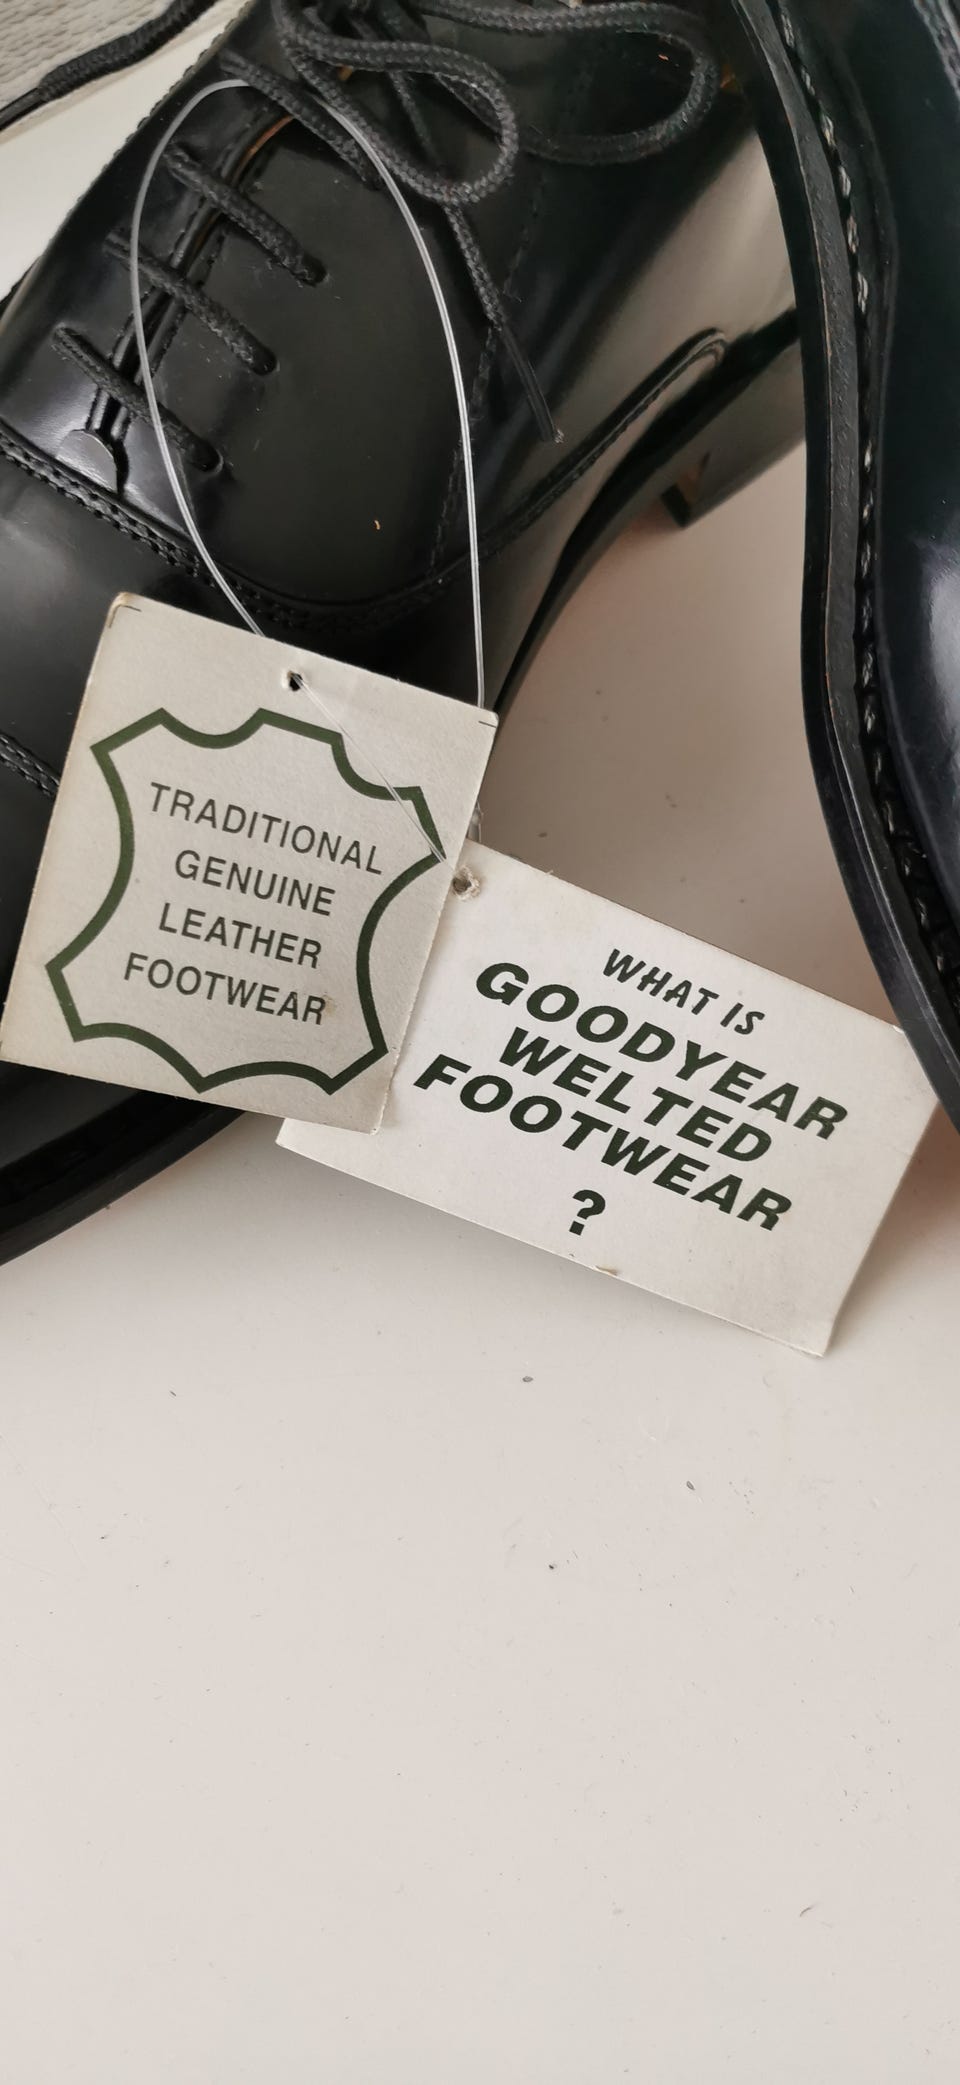 TRADITIONAL
GENUINE
LEATHER
FOOTWEAR
WHAT IS
GOODYEAR
WELTED
FOOTWEAR
?